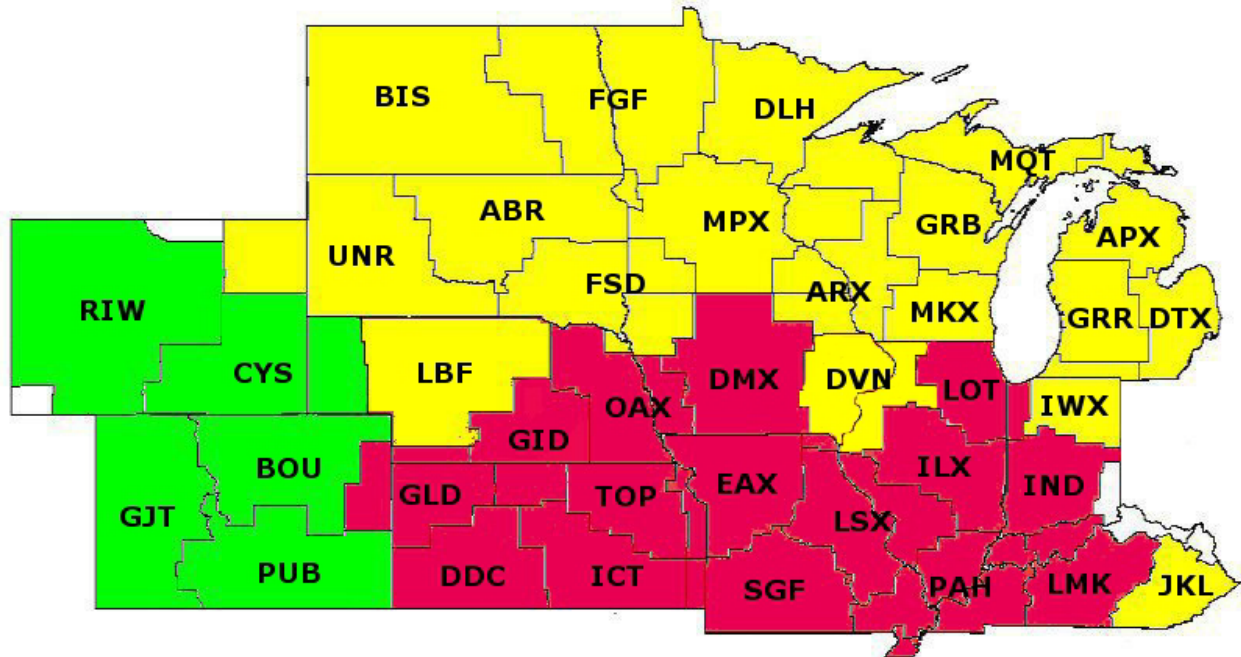 BIS
FGF
DLH
MQT
ABR
MPX
GRB
APX
UNR
FSD
ARX
MKX
GRR
DTX
RIW
CYS
LBF
DMX
DVN
LOT
IWX
OAX
GID
BOU
GLD
TOP
EAX
ILX
IND
GJT
LSX
PUB
DDC
ICT
SGF
PAH
LMK
JKL